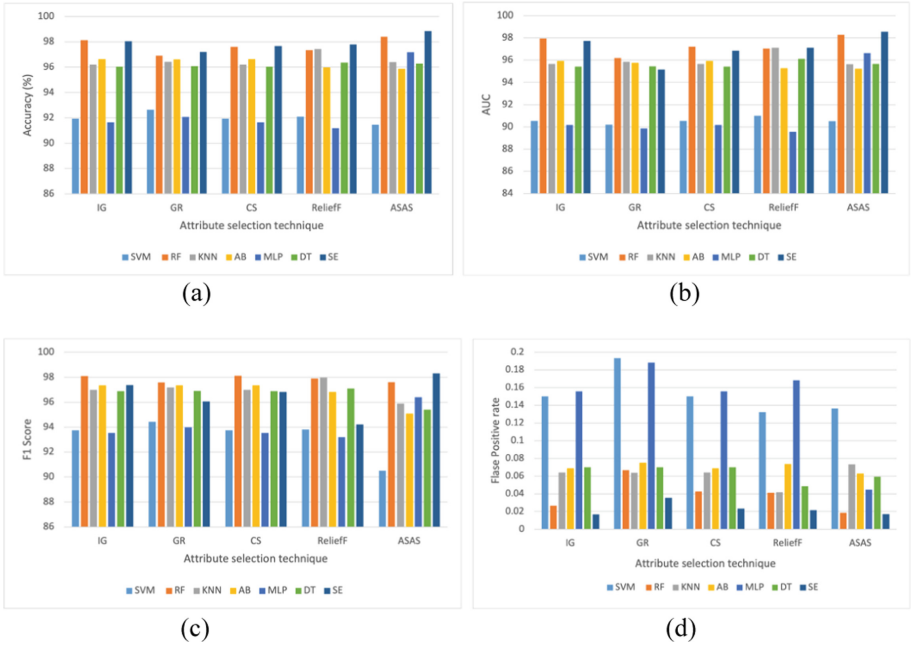 100
98
96
94
92
90
88
86
Accuracy (%)
IG GR CS ReliefF ASAS
Attribute selection technique
SVM RF KNN AB MLP DT SE
(a)
100
98
96
94
92
90
88
86
84
AUC
IG GR CS ReliefF ASAS
Attribute selection technique
SVM RF KNN AB MLP DT SE
(b)
100
98
96
94
92
90
88
86
F1 Score
IG GR CS ReliefF ASAS
Attribute selection technique
SVM RF KNN AB MLP DT SE
(c)
0.2
0.16
0.12
0.1
0.08
0.06
0.04
0.02
0
Flase Positive rate
IG GR CS ReliefF ASAS
Attribute selection technique
SVM RF KNN AB MLP DT SE
(d)